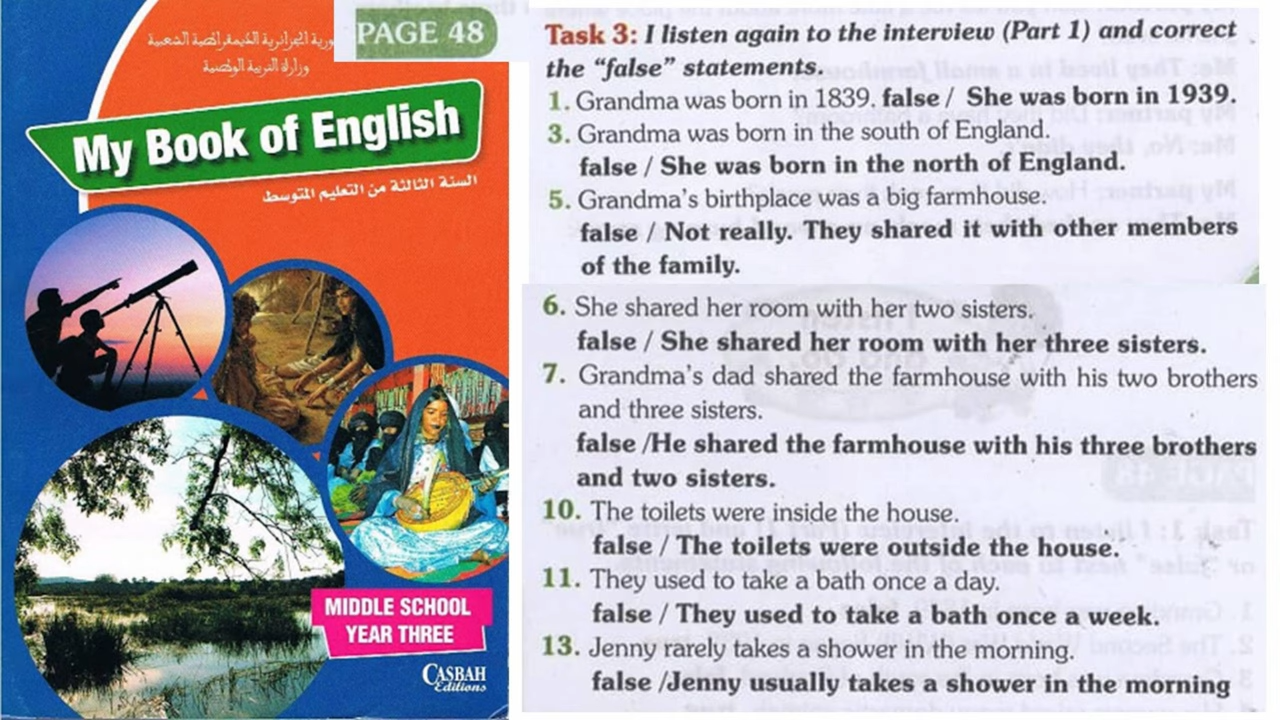 الجمهورية الجزائرية الديمقراطية الشعبية
وزارة التربية الوطنية
My Book of English
السنة الثالثة من التعليم المتوسط
MIDDLE SCHOOL
YEAR THREE
CASBAH
Editions
PAGE 48
Task 3: I listen again to the interview (Part 1) and correct
the “false” statements.
1. Grandma was born in 1839. false / She was born in 1939.
3. Grandma was born in the south of England.
false / She was born in the north of England.
5. Grandma’s birthplace was a big farmhouse.
false / Not really. They shared it with other members
of the family.
6. She shared her room with her two sisters.
false / She shared her room with her three sisters.
7. Grandma’s dad shared the farmhouse with his two brothers
and three sisters.
false /He shared the farmhouse with his three brothers
and two sisters.
10. The toilets were inside the house.
false / The toilets were outside the house.
11. They used to take a bath once a day.
false / They used to take a bath once a week.
13. Jenny rarely takes a shower in the morning.
false /Jenny usually takes a shower in the morning